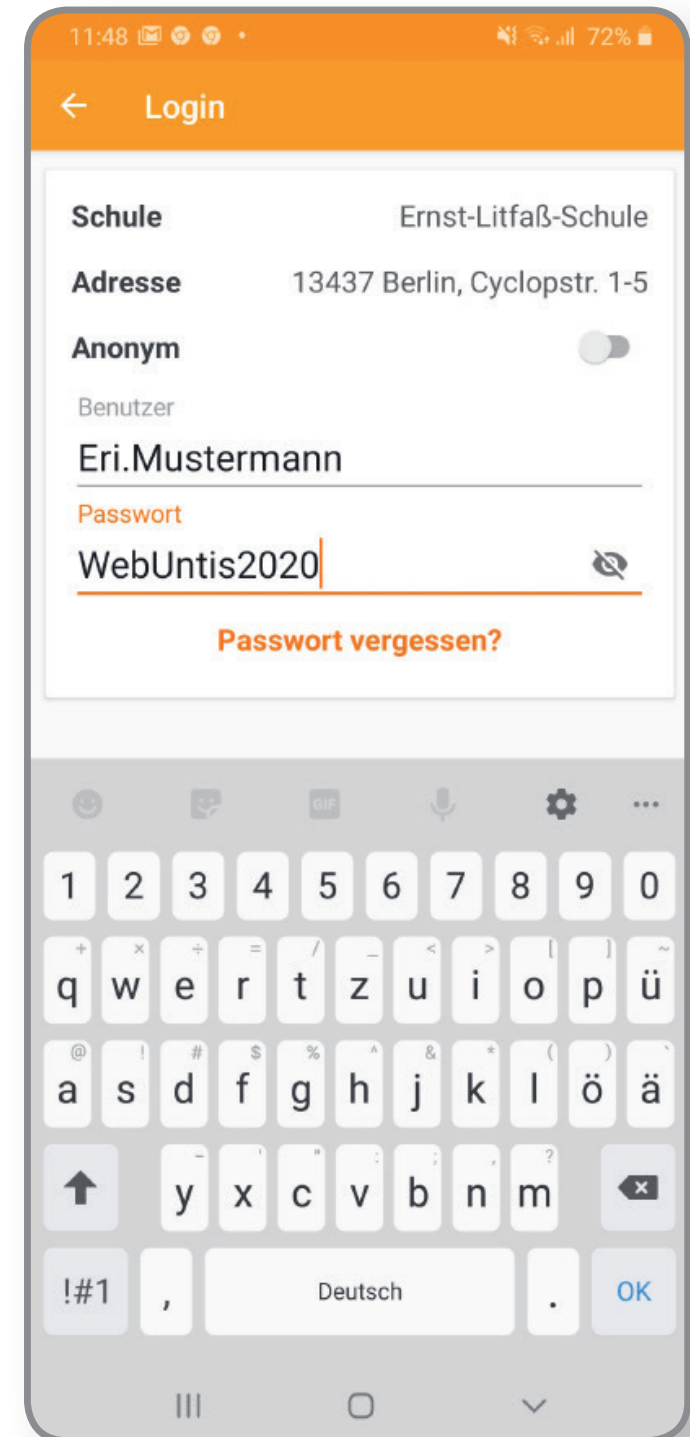 11:48 72%
Login
Schule Ernst-Litfaß-Schule
Adresse 13437 Berlin, Cyclopstr. 1-5
Anonym
Benutzer
Eri.Mustermann
Passwort
WebUntis2020
Passwort vergessen?
GIF
1 2 3 4 5 6 7 8 9 0
+ × ÷ = / _ < > [ ] ~
q w e r t z u i o p ü
@ ! # $ % ^ & * ( ) `
a s d f g h j k l ö ä
- ' " : ; , ?
y x c v b n m
!#1 , Deutsch . OK